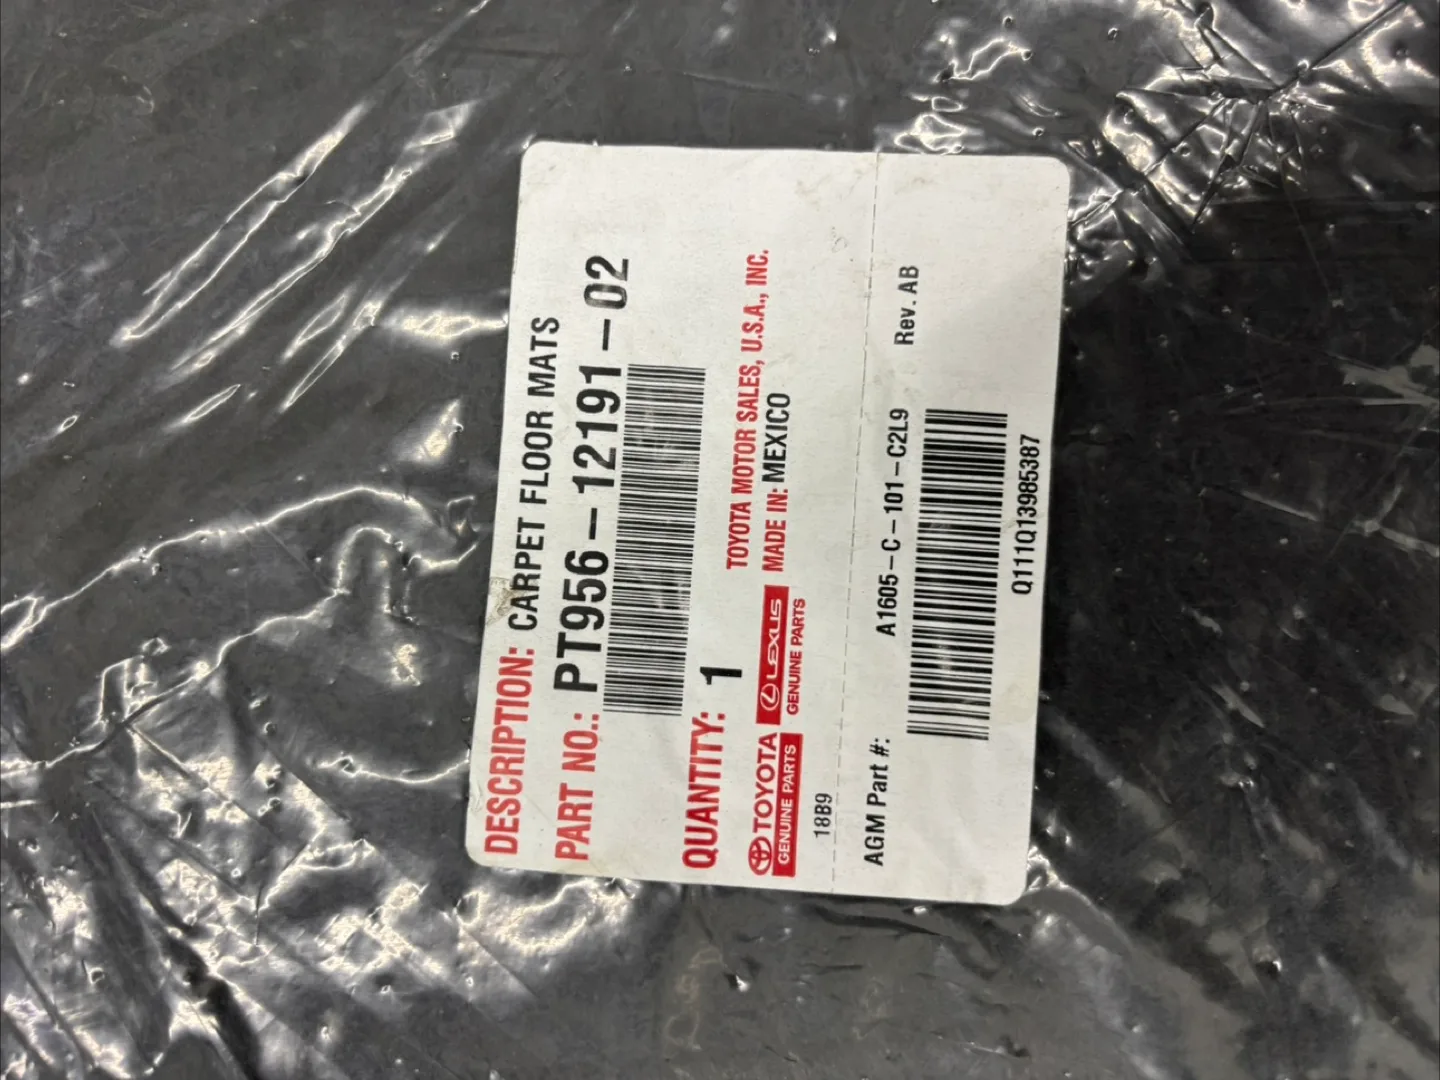 DESCRIPTION: CARPET FLOOR MATS
PART NO.: PT956-12191-02
QUANTITY: 1
TOYOTA
GENUINE PARTS
LEXUS
GENUINE PARTS
TOYOTA MOTOR SALES, U.S.A., INC.
MADE IN: MEXICO
18B9
AGM Part #: A1605-C-101-C2L9 Rev. AB
Q111Q13985387